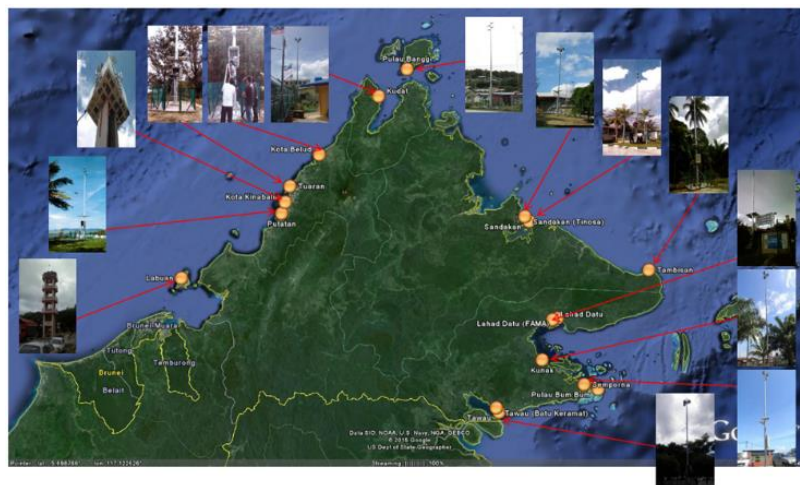 Pulau Banggi
Kudat
Kota Belud
Tuaran
Kota Kinabalu
Putatan
Sandakan (Tinosa)
Sandakan
Labuan
Tambisan
Lahad Datu
Lahad Datu (FAMA)
Brunei Muara
Tutong
Temburong
Kunak
Brunei
Belait
Semporna
Pulau Bum Bum
Tawau (Batu Keramat)
Tawau
Data SIO, NOAA, U.S. Navy, NGA, GEBCO
© 2016 Google
US Dept of State Geographer
Go